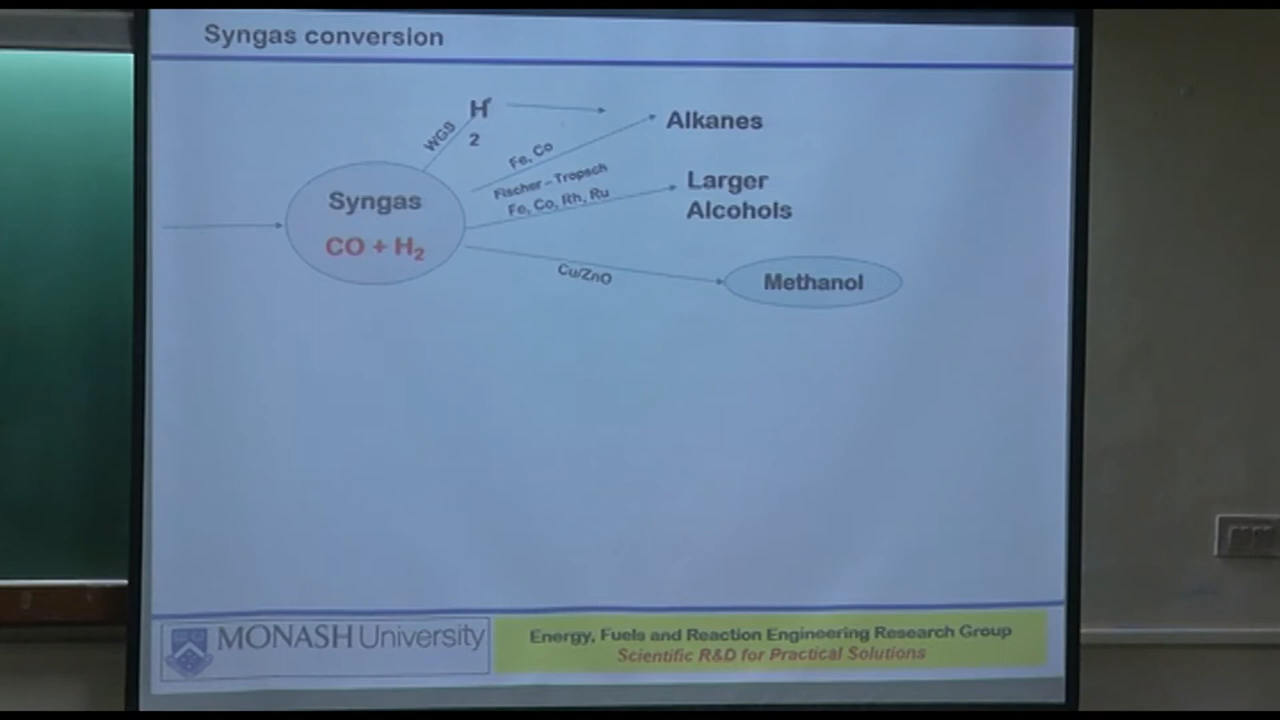 Syngas conversion
H
2
WGS
Fe, Co
Alkanes
Fischer – Tropsch
Fe, Co, Rh, Ru
Larger
Alcohols
Syngas
CO + H₂
Cu/ZnO
Methanol
MONASH University
Energy, Fuels and Reaction Engineering Research Group
Scientific R&D for Practical Solutions